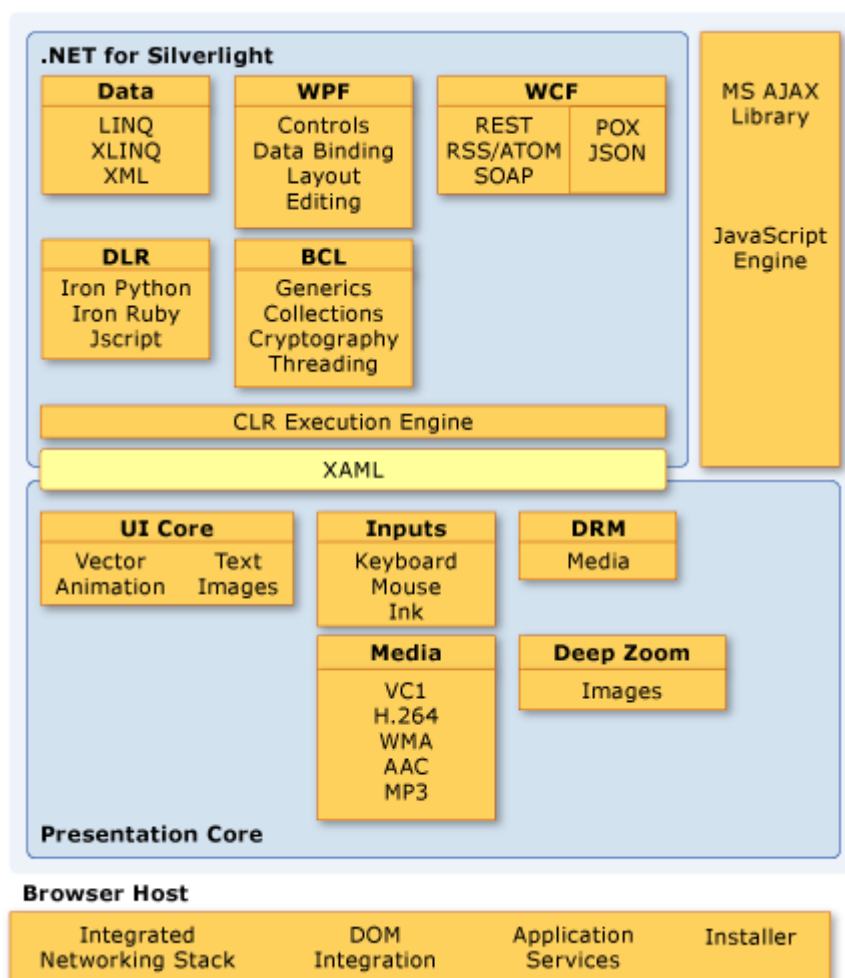 .NET for Silverlight
Data
LINQ
XLINQ
XML
WPF
Controls
Data Binding
Layout
Editing
WCF
REST
RSS/ATOM
SOAP
POX
JSON
MS AJAX
Library
JavaScript
Engine
DLR
Iron Python
Iron Ruby
Jscript
BCL
Generics
Collections
Cryptography
Threading
CLR Execution Engine
XAML
UI Core
Vector Text
Animation Images
Inputs
Keyboard
Mouse
Ink
DRM
Media
Media
VC1
H.264
WMA
AAC
MP3
Deep Zoom
Images
Presentation Core
Browser Host
Integrated
Networking Stack
DOM
Integration
Application
Services
Installer